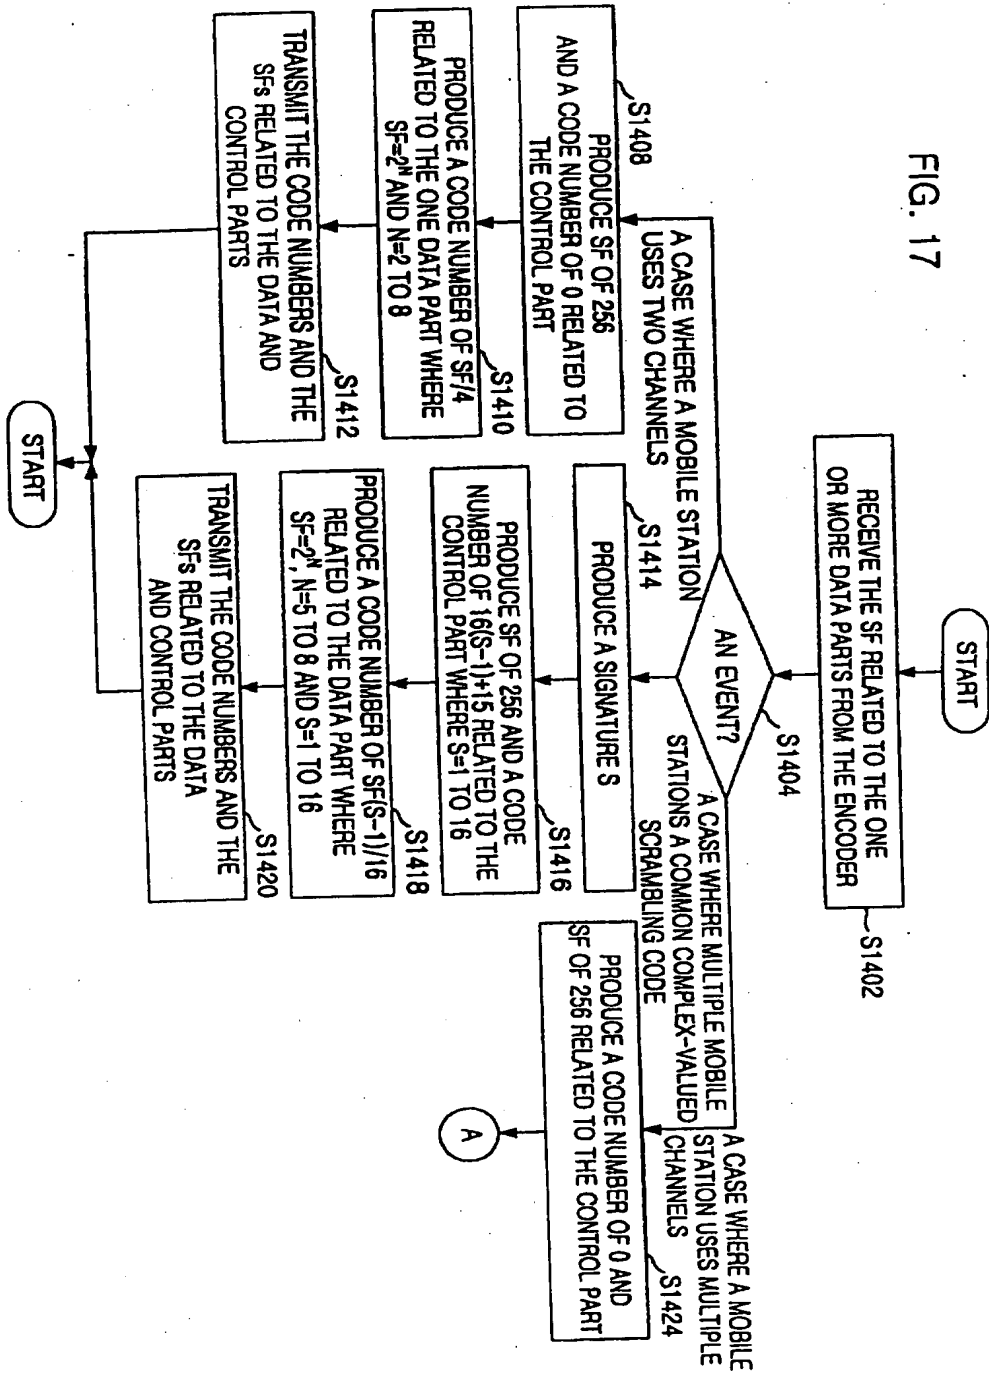 FIG. 17
START
RECEIVE THE SF RELATED TO THE ONE
OR MORE DATA PARTS FROM THE ENCODER
S1402
AN EVENT?
S1404
A CASE WHERE A MOBILE STATION
USES TWO CHANNELS
S1408
PRODUCE SF OF 256
AND A CODE NUMBER OF 0 RELATED TO
THE CONTROL PART
S1410
PRODUCE A CODE NUMBER OF SF/4
RELATED TO THE ONE DATA PART WHERE
SF=2ᴺ AND N=2 TO 8
S1412
TRANSMIT THE CODE NUMBERS AND THE
SFs RELATED TO THE DATA AND
CONTROL PARTS
A CASE WHERE MULTIPLE MOBILE
STATIONS A COMMON COMPLEX-VALUED
SCRAMBLING CODE
S1414
PRODUCE A SIGNATURE S
PRODUCE SF OF 256 AND A CODE
NUMBER OF 16(S-1)+15 RELATED TO THE
CONTROL PART WHERE S=1 TO 16
S1416
PRODUCE A CODE NUMBER OF SF(S-1)/16
RELATED TO THE DATA PART WHERE
SF=2ᴺ, N=5 TO 8 AND S=1 TO 16
S1418
TRANSMIT THE CODE NUMBERS AND THE
SFs RELATED TO THE DATA
AND CONTROL PARTS
S1420
A CASE WHERE A MOBILE
STATION USES MULTIPLE
CHANNELS
S1424
PRODUCE A CODE NUMBER OF 0 AND
SF OF 256 RELATED TO THE CONTROL PART
A
START